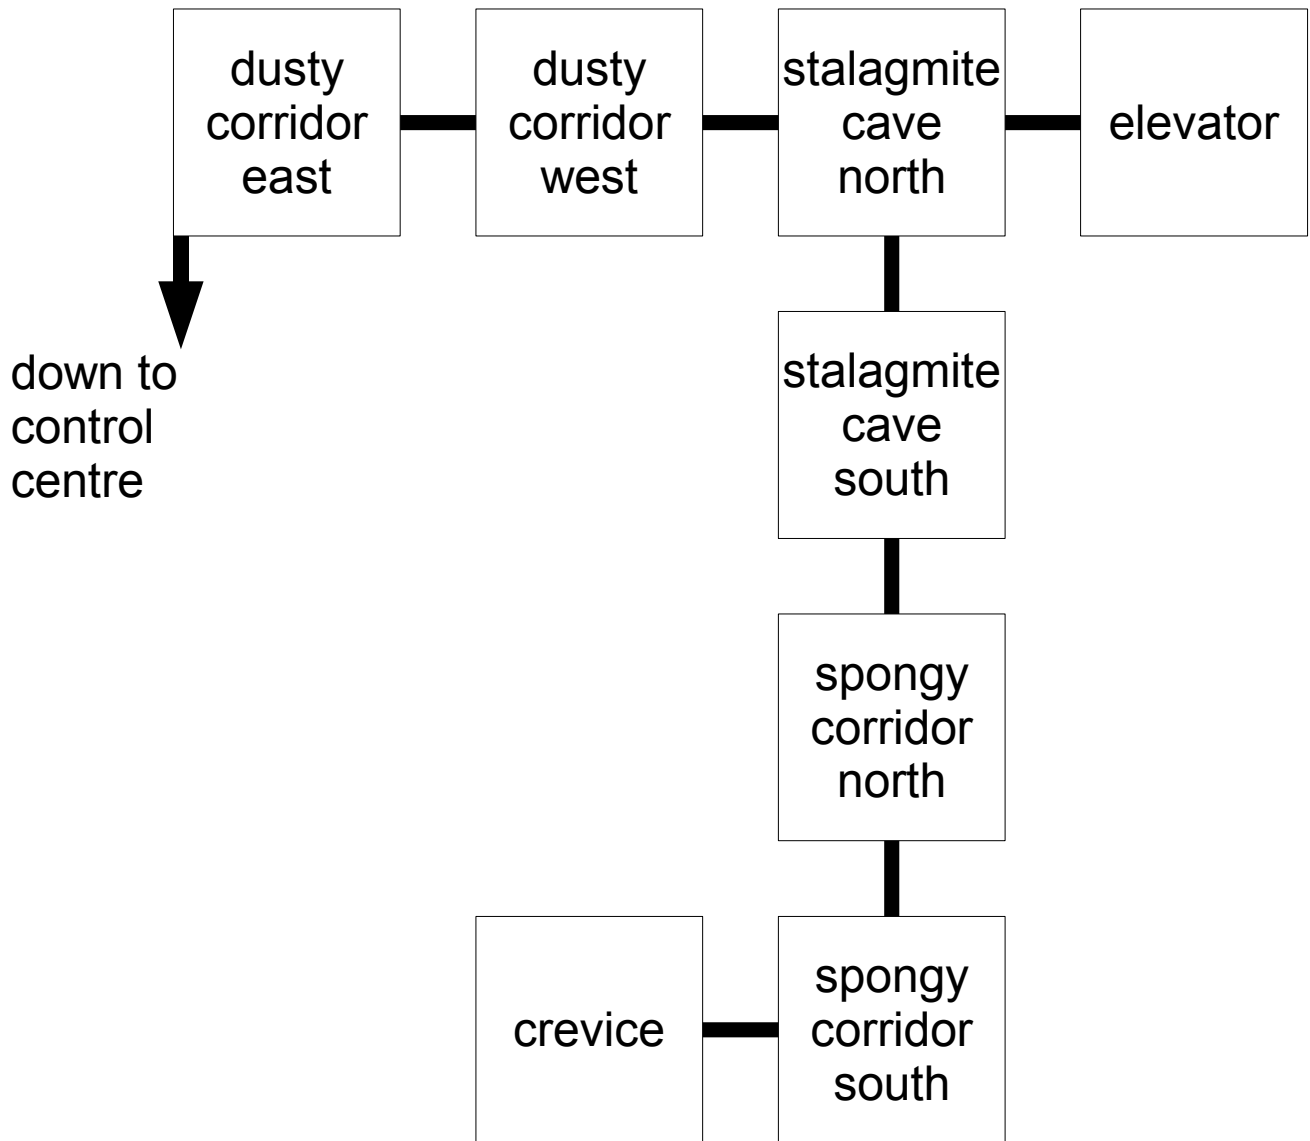 dusty
corridor
east
dusty
corridor
west
stalagmite
cave
north
elevator
down to
control
centre
stalagmite
cave
south
spongy
corridor
north
crevice
spongy
corridor
south